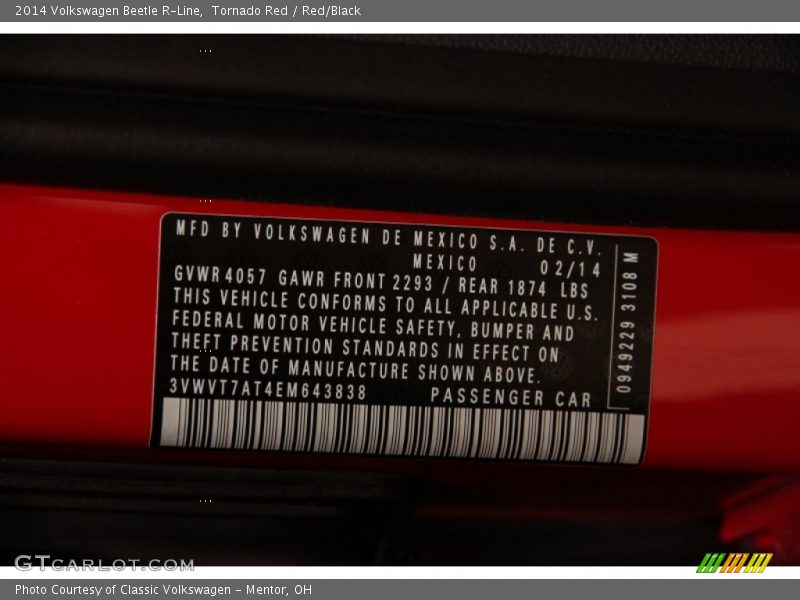 2014 Volkswagen Beetle R-Line, Tornado Red / Red/Black
MFD BY VOLKSWAGEN DE MEXICO S.A. DE C.V.
MEXICO 02/14
GVWR 4057 GAWR FRONT 2293 / REAR 1874 LBS
THIS VEHICLE CONFORMS TO ALL APPLICABLE U.S.
FEDERAL MOTOR VEHICLE SAFETY, BUMPER AND
THEFT PREVENTION STANDARDS IN EFFECT ON
THE DATE OF MANUFACTURE SHOWN ABOVE.
3VWVT7AT4EM643838 PASSENGER CAR
0949229 3108 M
GTCARLOT.COM
Photo Courtesy of Classic Volkswagen - Mentor, OH